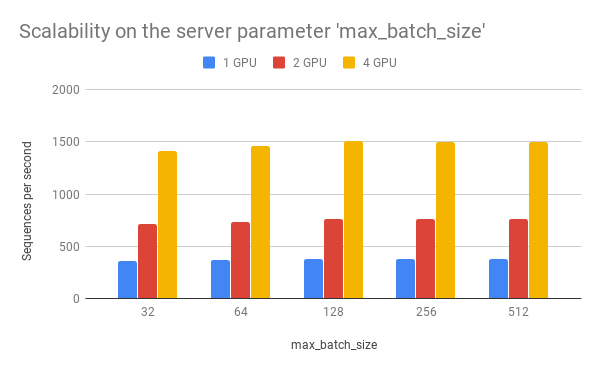 Scalability on the server parameter 'max_batch_size'
1 GPU 2 GPU 4 GPU
2000
1500
1000
500
0
Sequences per second
32 64 128 256 512
max_batch_size